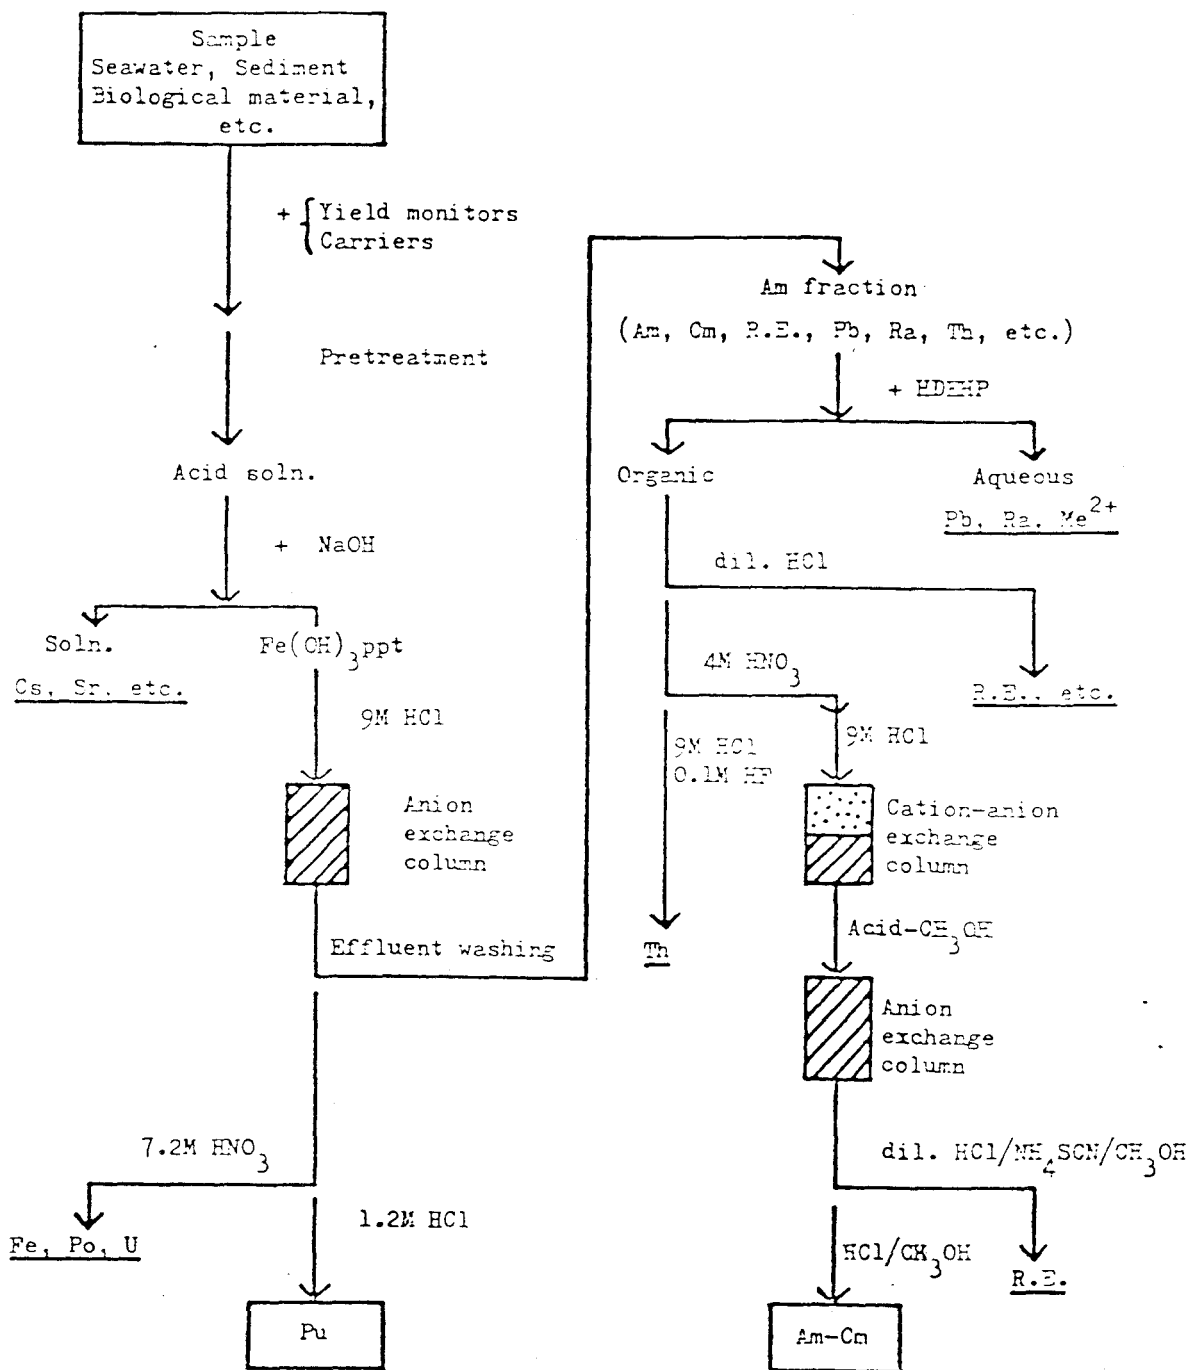 Sample
Seawater, Sediment
Biological material,
etc.
+ { Yield monitors
Carriers
Pretreatment
Acid soln.
+ NaOH
Soln.
Cs, Sr, etc.
Fe(OH)3ppt
9M HCl
Anion
exchange
column
Effluent washing
7.2M HNO3
Fe, Po, U
1.2M HCl
Pu
Am fraction
(Am, Cm, R.E., Pb, Ra, Th, etc.)
+ HDEHP
Organic
Aqueous
Pb, Ra, Me2+
dil. HCl
R.E., etc.
4M HNO3
9M HCl
0.1M HF
Th
9M HCl
Cation-anion
exchange
column
Acid-CH3OH
Anion
exchange
column
dil. HCl/NH4SCN/CH3OH
R.E.
HCl/CH3OH
Am-Cm